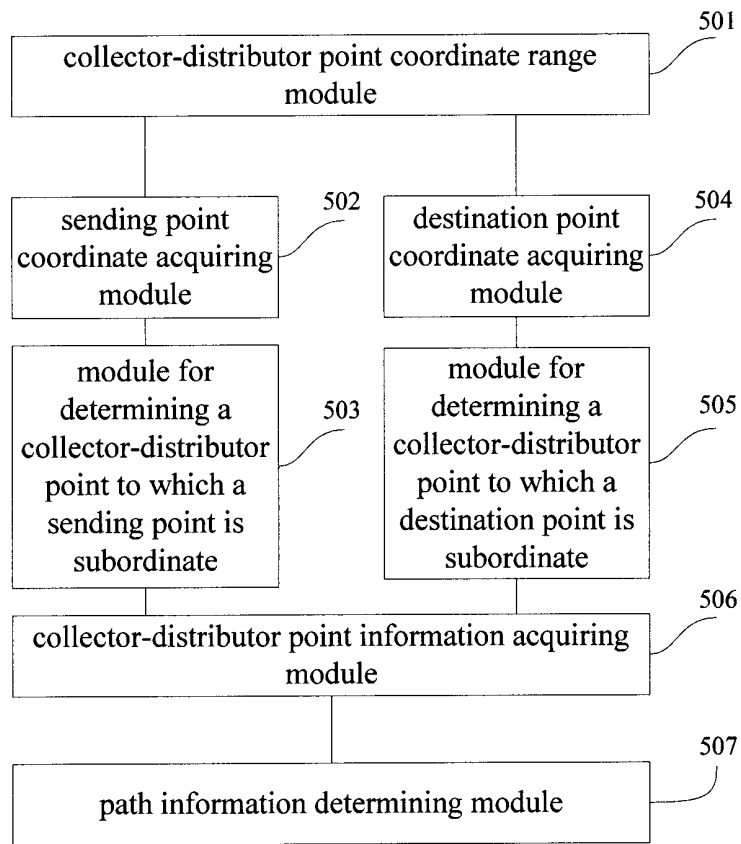 501
collector-distributor point coordinate range
module
502
sending point
coordinate acquiring
module
504
destination point
coordinate acquiring
module
503
module for
determining a
collector-distributor
point to which a
sending point is
subordinate
505
module for
determining a
collector-distributor
point to which a
destination point is
subordinate
506
collector-distributor point information acquiring
module
507
path information determining module